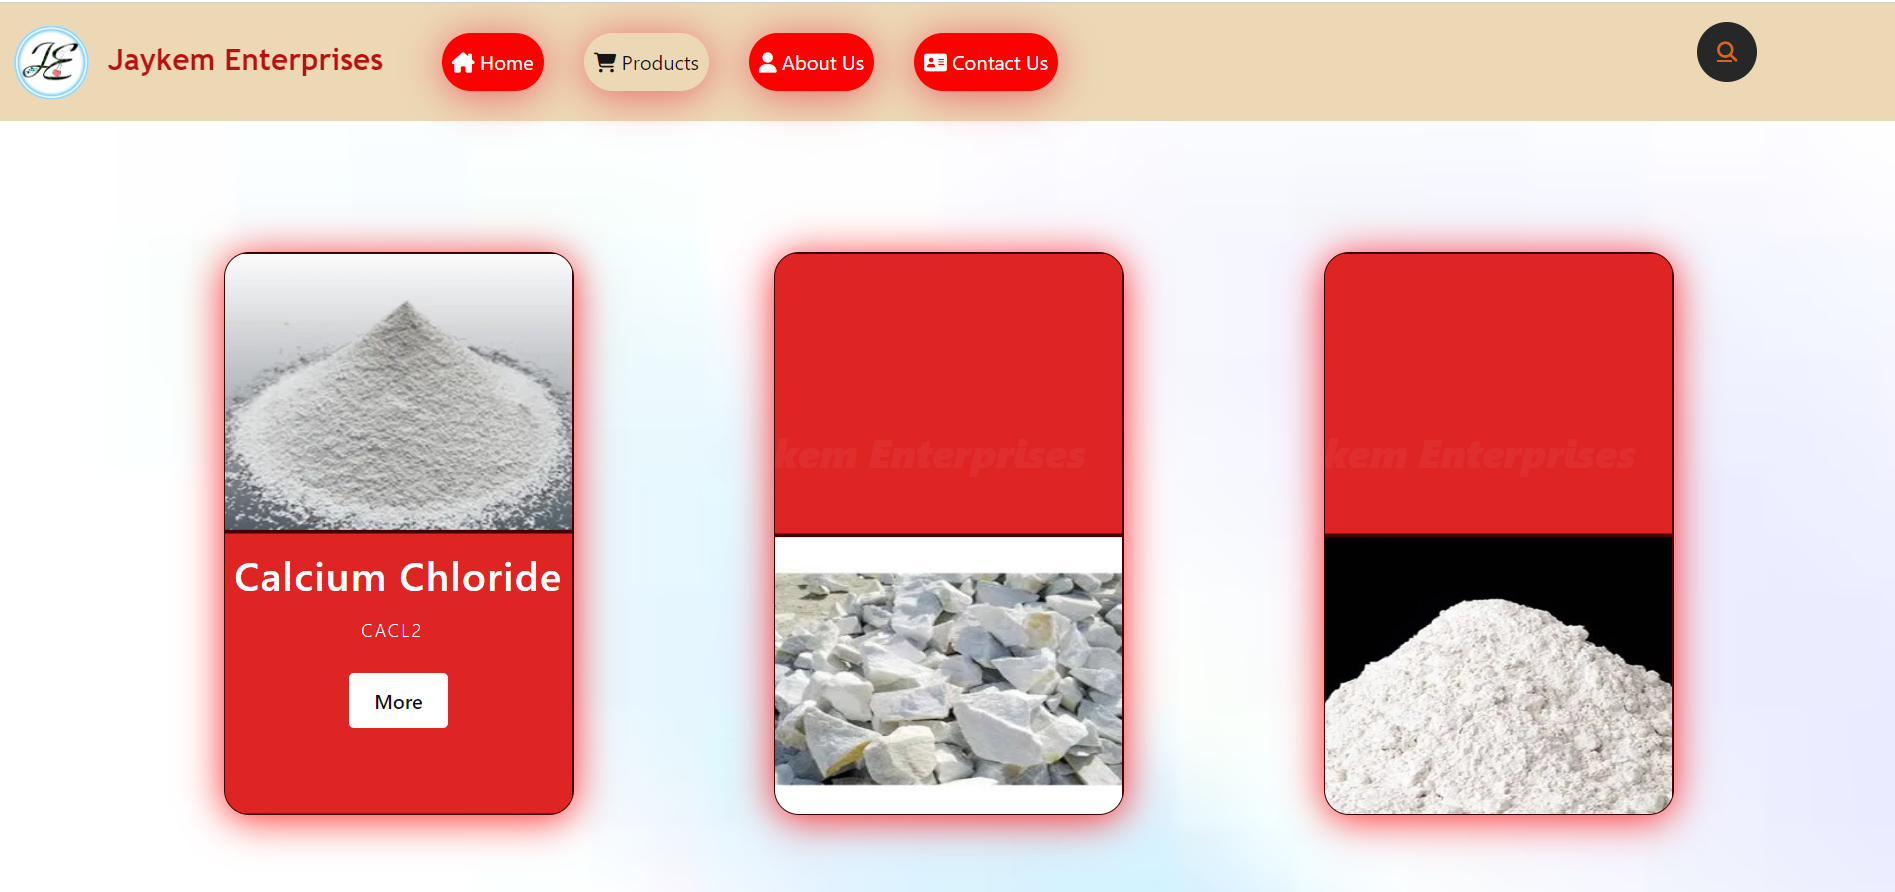 JE
Jaykem Enterprises
Home
Products
About Us
Contact Us
Calcium Chloride
CACL2
More
kem Enterprises
kem Enterprises